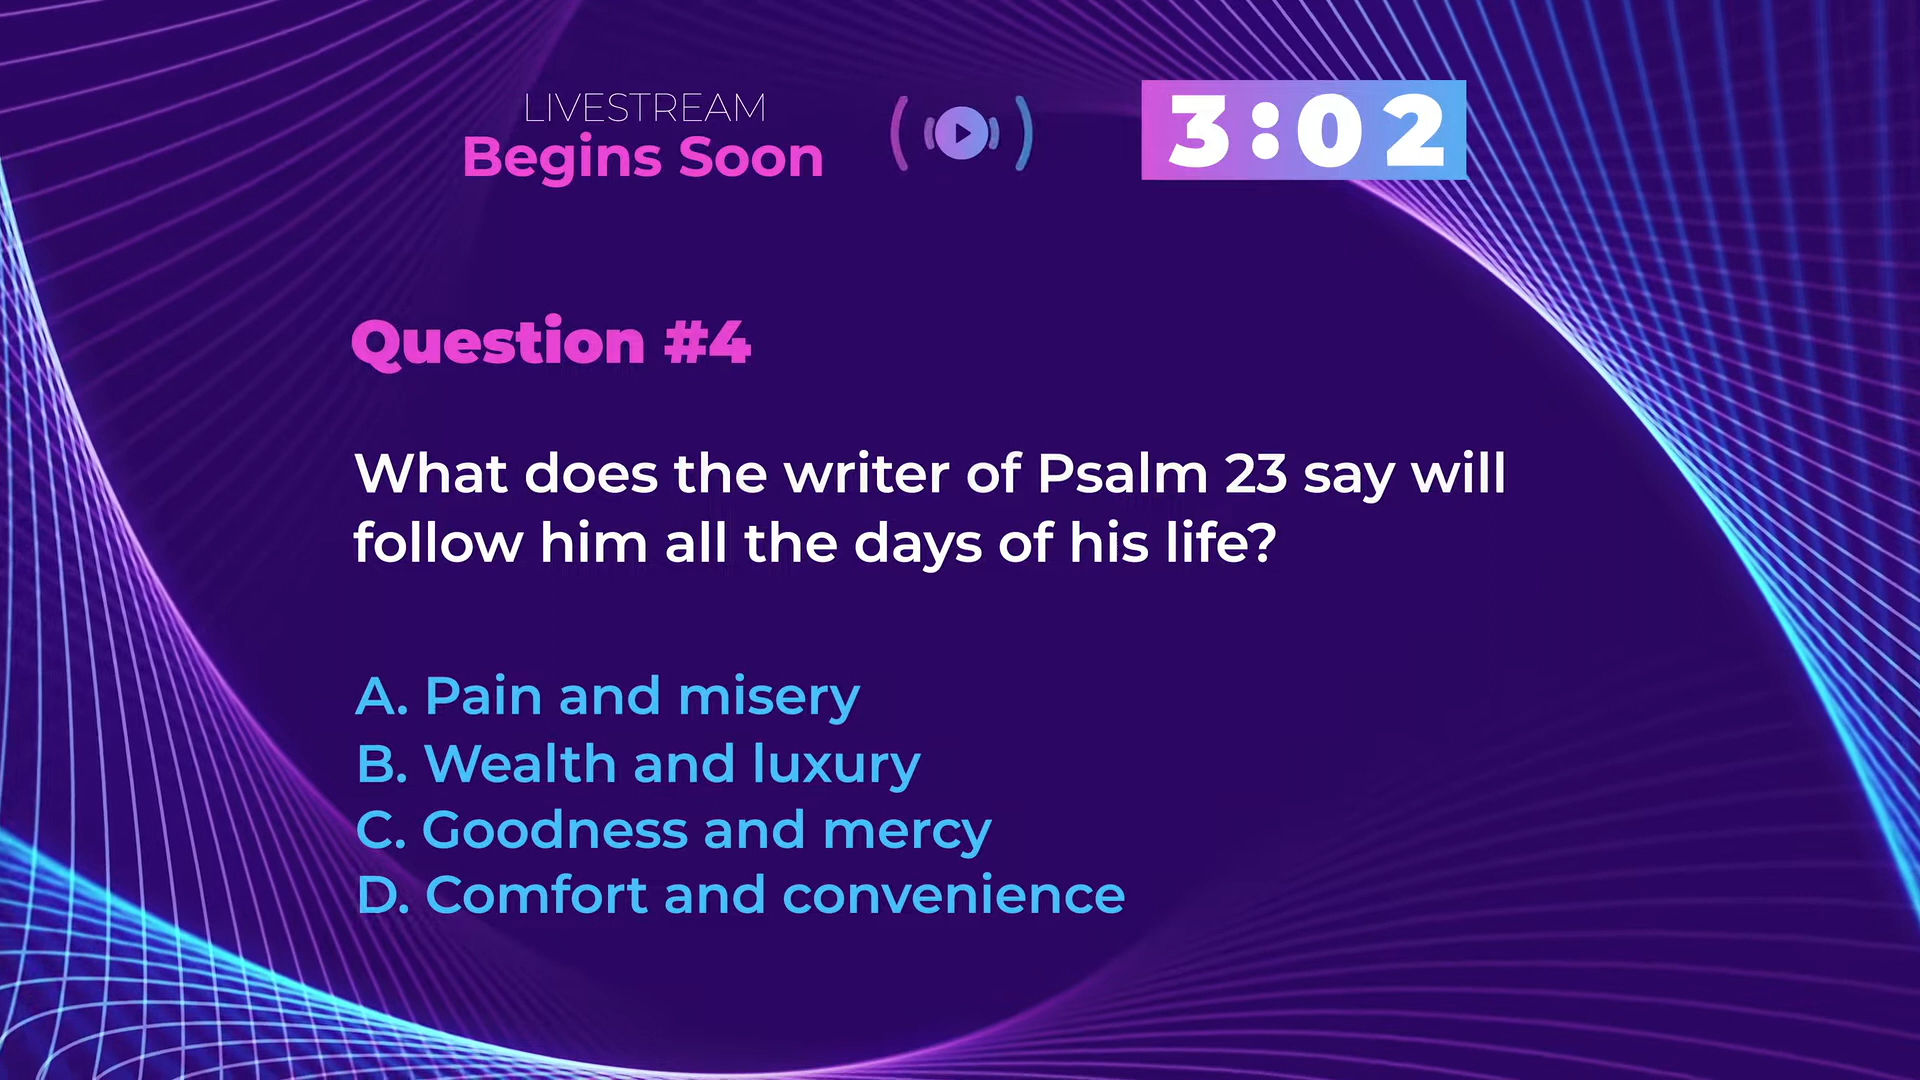 LIVESTREAM
Begins Soon
3:02
Question #4
What does the writer of Psalm 23 say will
follow him all the days of his life?
A. Pain and misery
B. Wealth and luxury
C. Goodness and mercy
D. Comfort and convenience